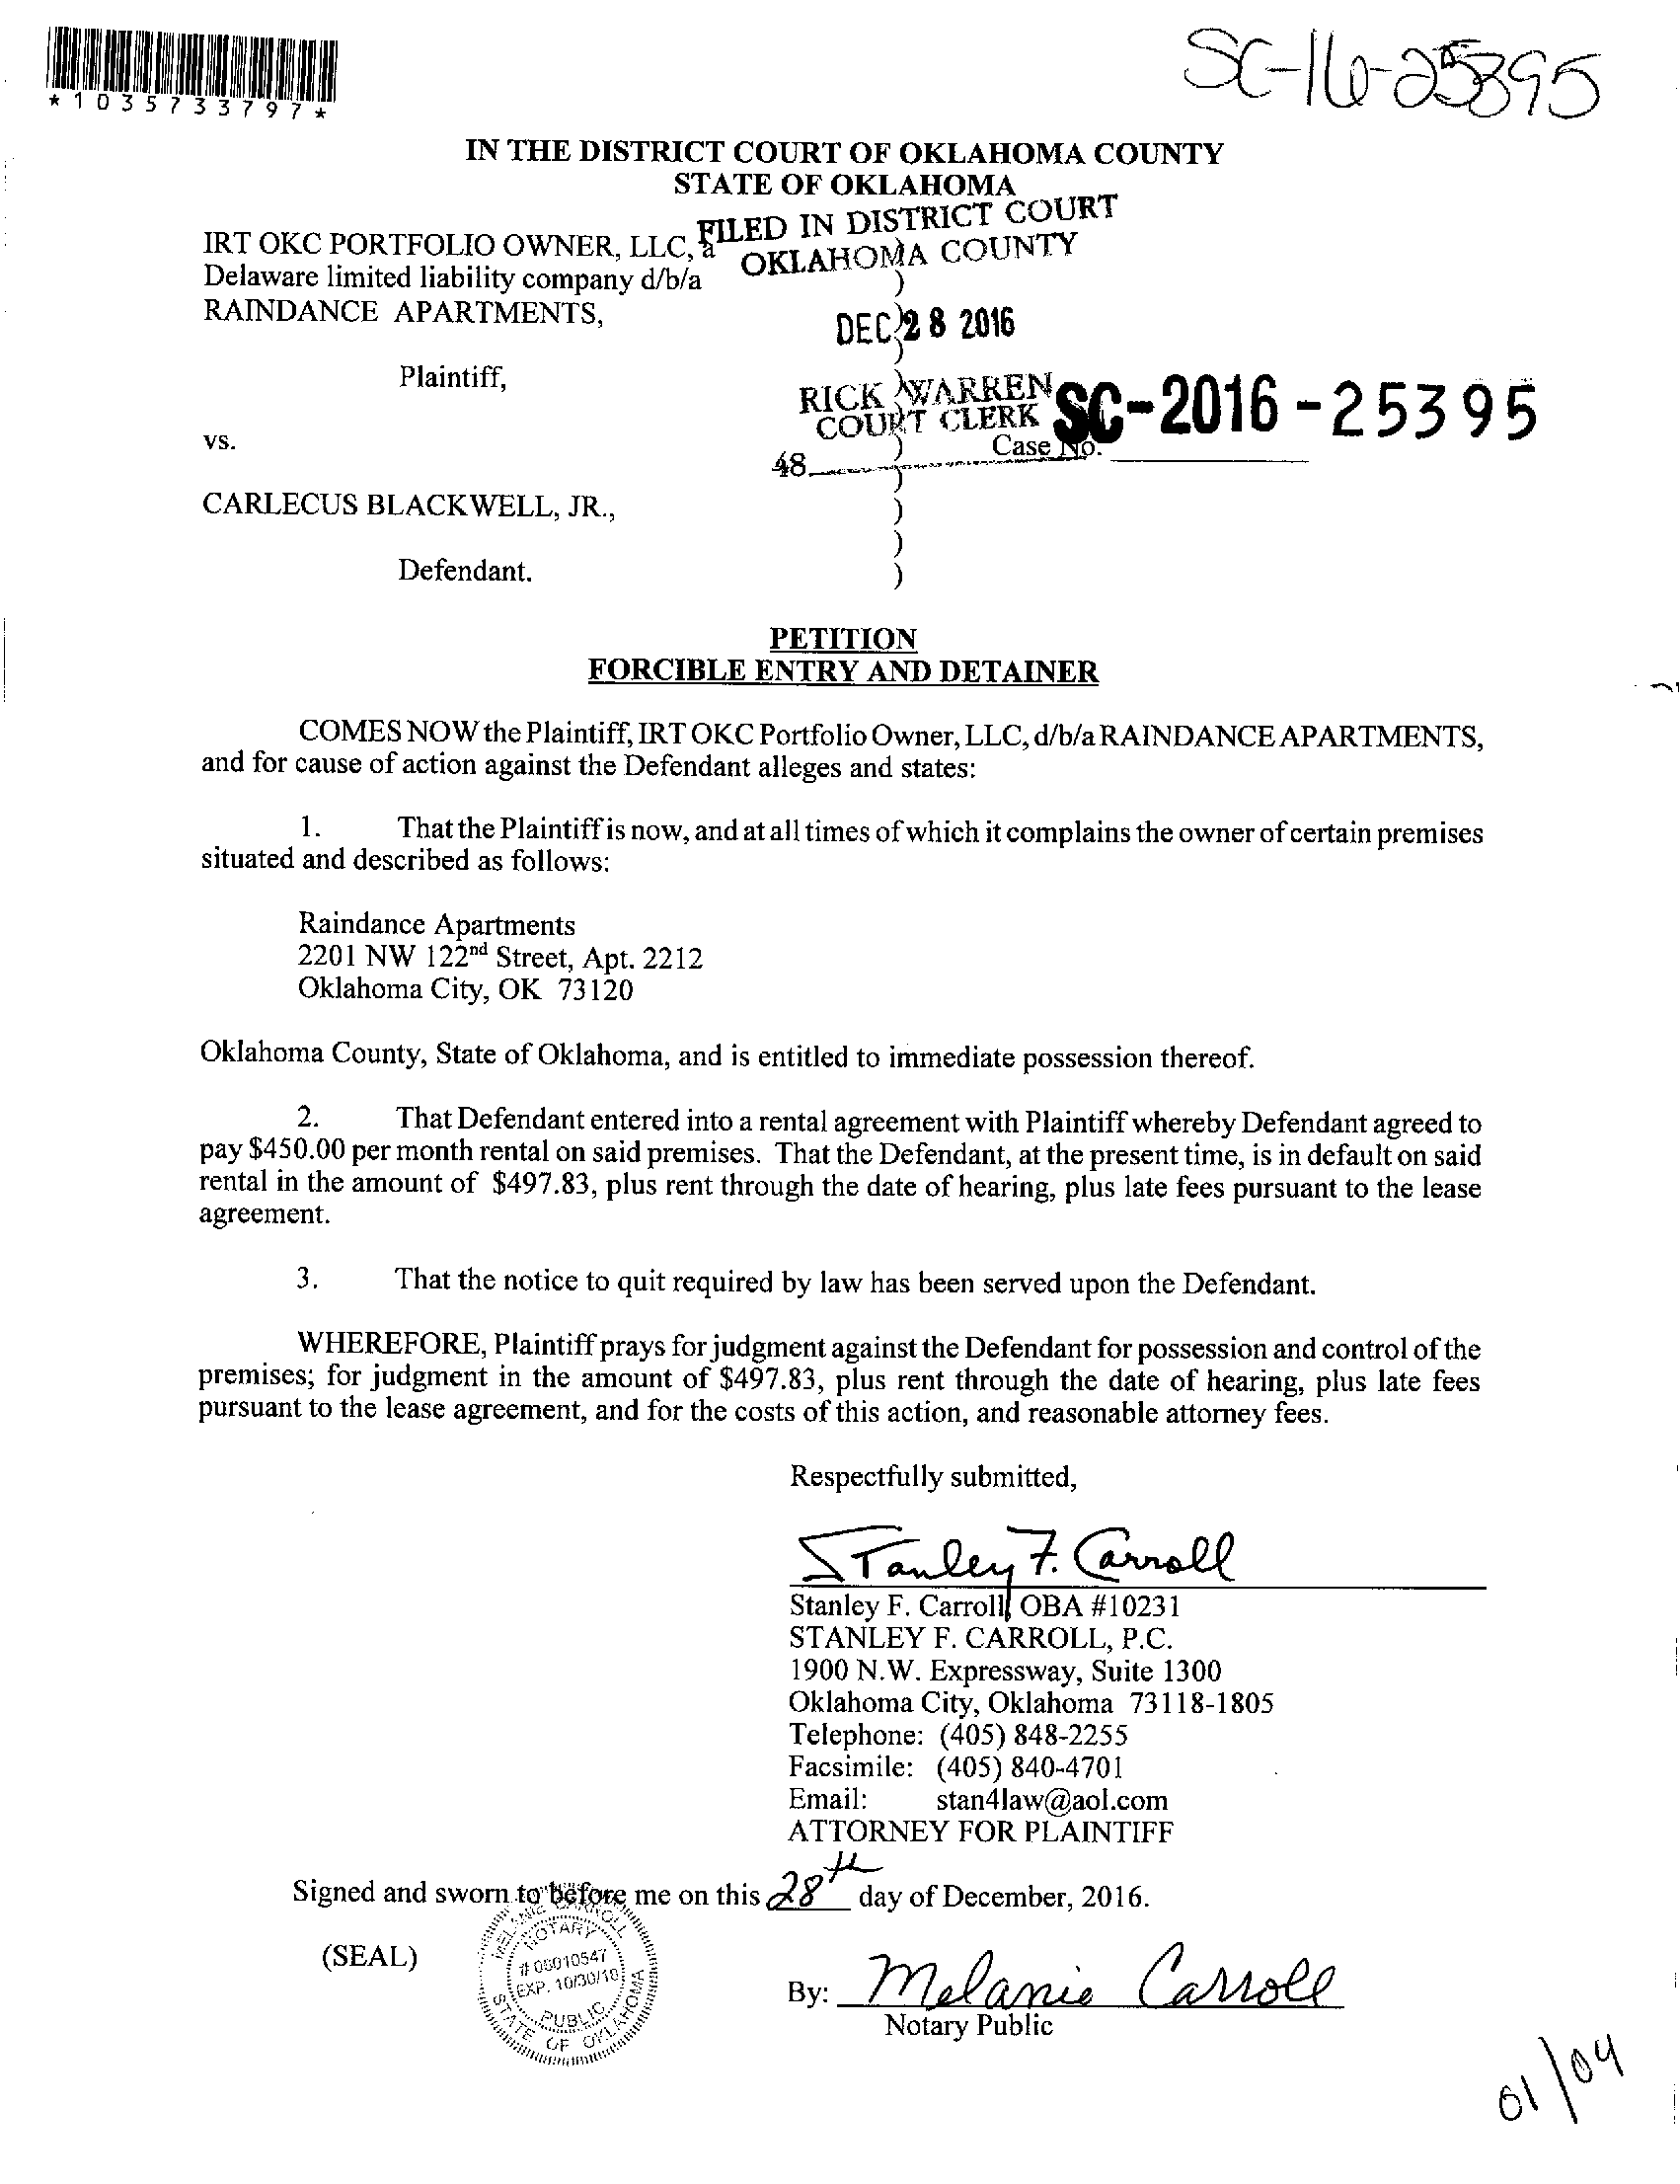 SC-16-25395
*1035733797*
IN THE DISTRICT COURT OF OKLAHOMA COUNTY
STATE OF OKLAHOMA
FILED IN DISTRICT COURT
OKLAHOMA COUNTY
IRT OKC PORTFOLIO OWNER, LLC, a
Delaware limited liability company d/b/a
RAINDANCE APARTMENTS,
DEC 28 2016
Plaintiff,
RICK WARREN
COURT CLERK
SC-2016-25395
vs.
Case No.
48
CARLECUS BLACKWELL, JR.,
Defendant.
PETITION
FORCIBLE ENTRY AND DETAINER
COMES NOW the Plaintiff, IRT OKC Portfolio Owner, LLC, d/b/a RAINDANCE APARTMENTS,
and for cause of action against the Defendant alleges and states:
1. That the Plaintiff is now, and at all times of which it complains the owner of certain premises
situated and described as follows:
Raindance Apartments
2201 NW 122nd Street, Apt. 2212
Oklahoma City, OK 73120
Oklahoma County, State of Oklahoma, and is entitled to immediate possession thereof.
2. That Defendant entered into a rental agreement with Plaintiff whereby Defendant agreed to
pay $450.00 per month rental on said premises. That the Defendant, at the present time, is in default on said
rental in the amount of $497.83, plus rent through the date of hearing, plus late fees pursuant to the lease
agreement.
3. That the notice to quit required by law has been served upon the Defendant.
WHEREFORE, Plaintiff prays for judgment against the Defendant for possession and control of the
premises; for judgment in the amount of $497.83, plus rent through the date of hearing, plus late fees
pursuant to the lease agreement, and for the costs of this action, and reasonable attorney fees.
Respectfully submitted,
Stanley F. Carroll
Stanley F. Carroll, OBA #10231
STANLEY F. CARROLL, P.C.
1900 N.W. Expressway, Suite 1300
Oklahoma City, Oklahoma 73118-1805
Telephone: (405) 848-2255
Facsimile: (405) 840-4701
Email: stan4law@aol.com
ATTORNEY FOR PLAINTIFF
Signed and sworn to before me on this 28th day of December, 2016.
(SEAL)
MELANIE CARROLL
NOTARY
# 00010547
EXP. 10/30/18
PUBLIC
STATE OF OKLAHOMA
By: Melanie Carroll
Notary Public
01/04